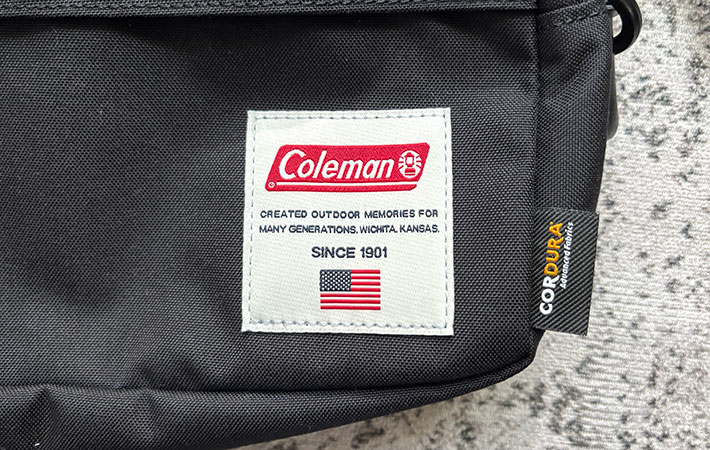 Coleman
CREATED OUTDOOR MEMORIES FOR
MANY GENERATIONS. WICHITA. KANSAS.
SINCE 1901
CORDURA
Advanced Fabrics